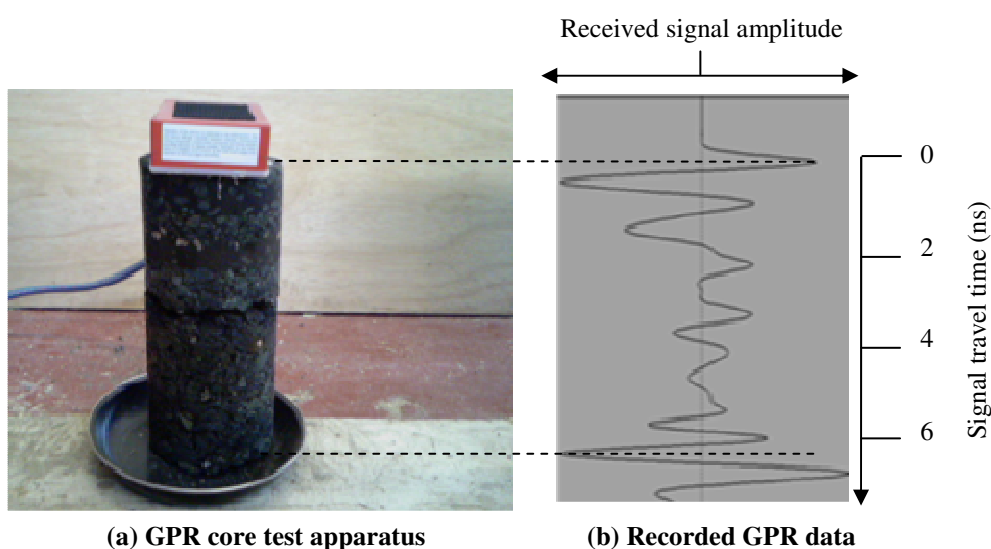 Received signal amplitude
0
2
4
6
Signal travel time (ns)
(a) GPR core test apparatus
(b) Recorded GPR data